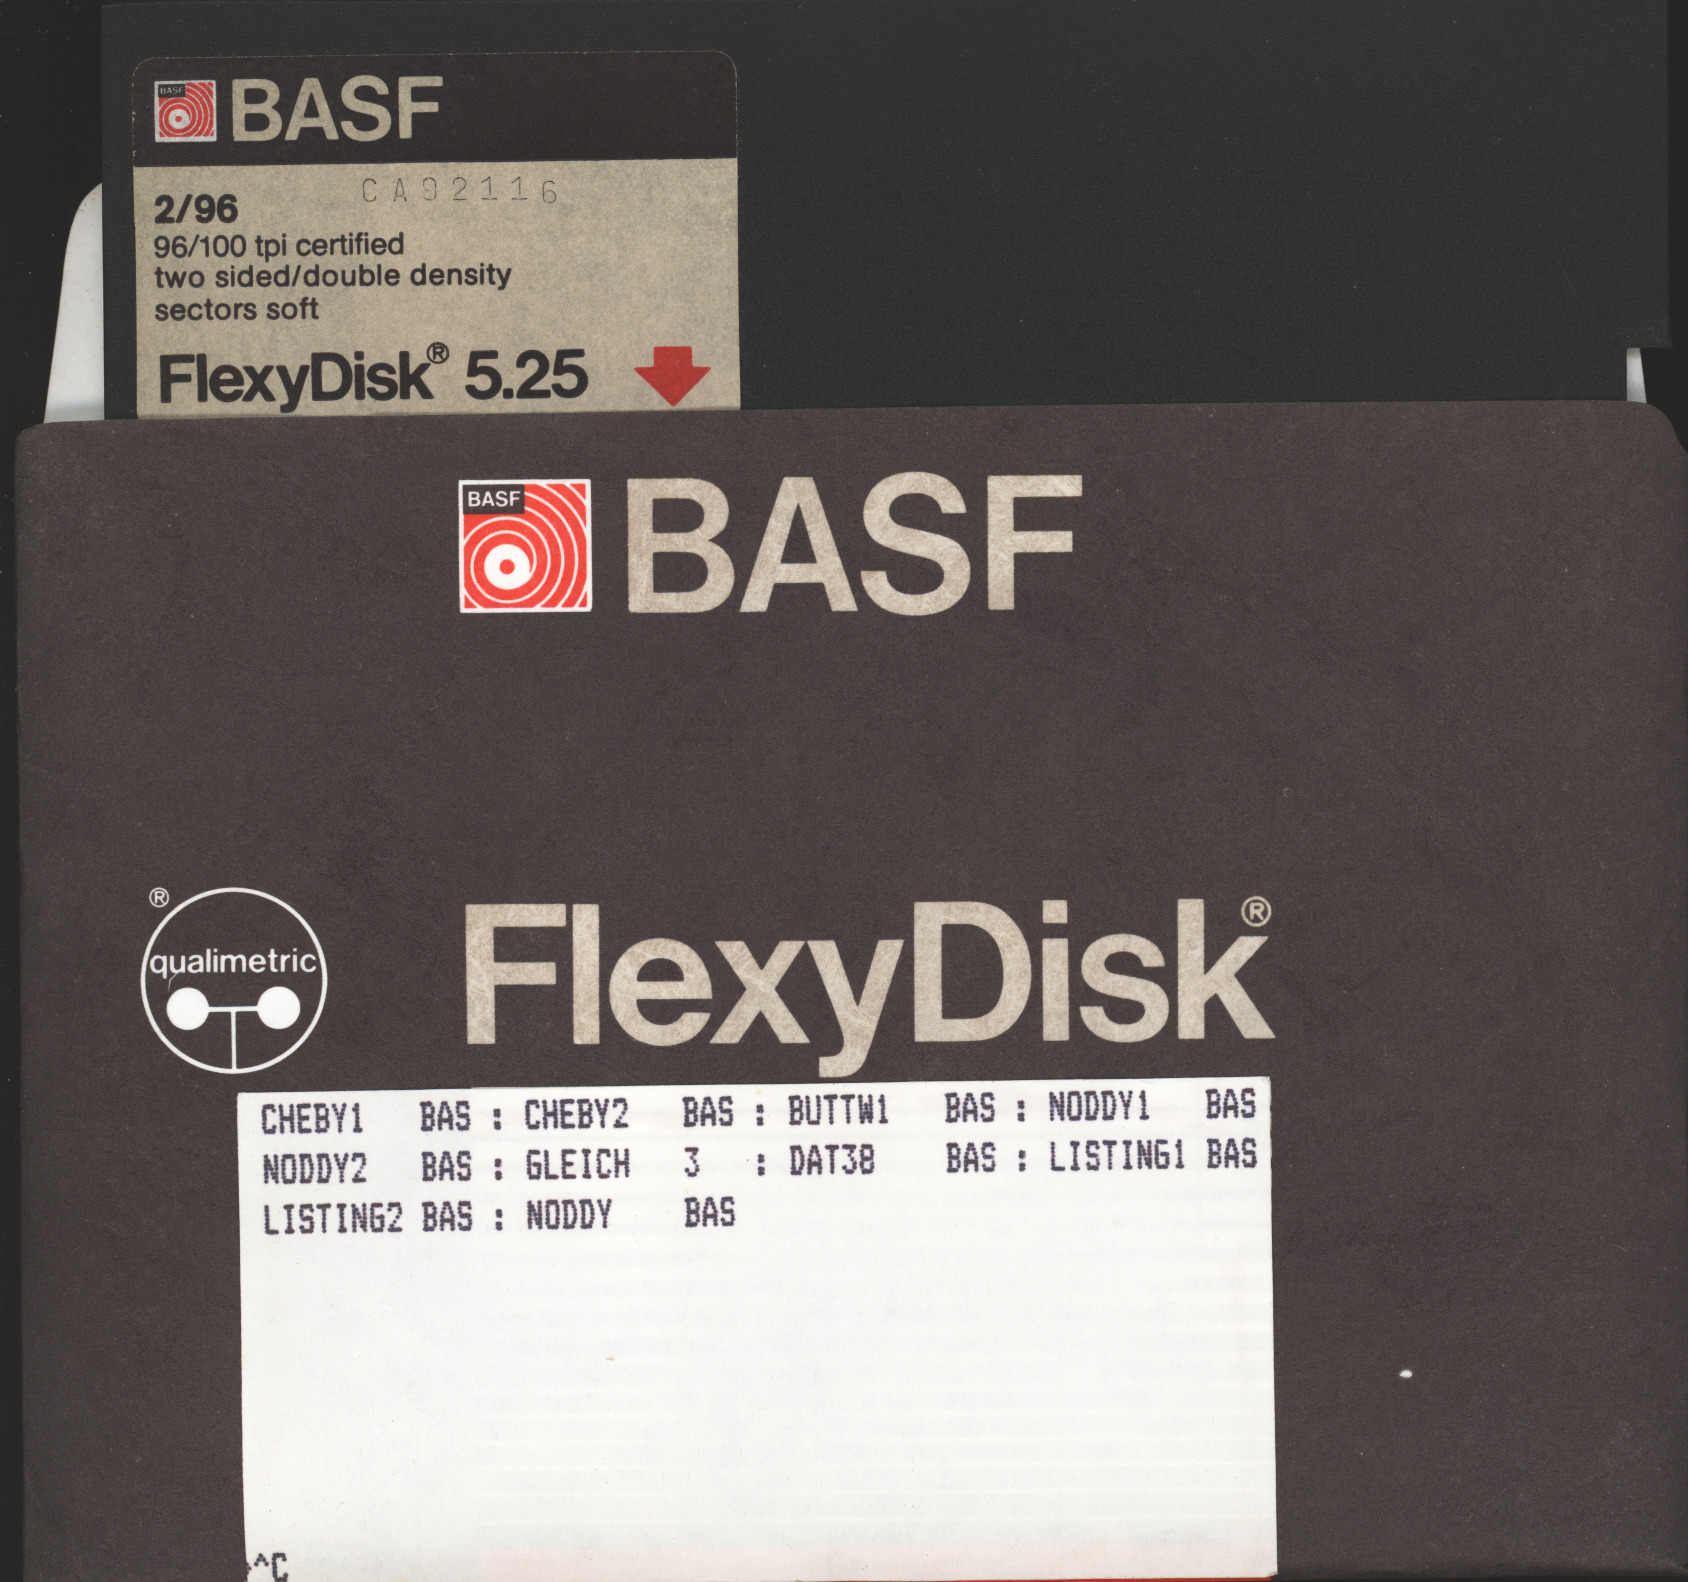 BASF BASF
CA92116
2/96
96/100 tpi certified
two sided/double density
sectors soft
FlexyDisk® 5.25
BASF BASF
®
qualimetric
FlexyDisk®
CHEBY1 BAS : CHEBY2 BAS : BUTTW1 BAS : NODDY1 BAS
NODDY2 BAS : GLEICH 3 : DAT38 BAS : LISTING1 BAS
LISTING2 BAS : NODDY BAS
^C